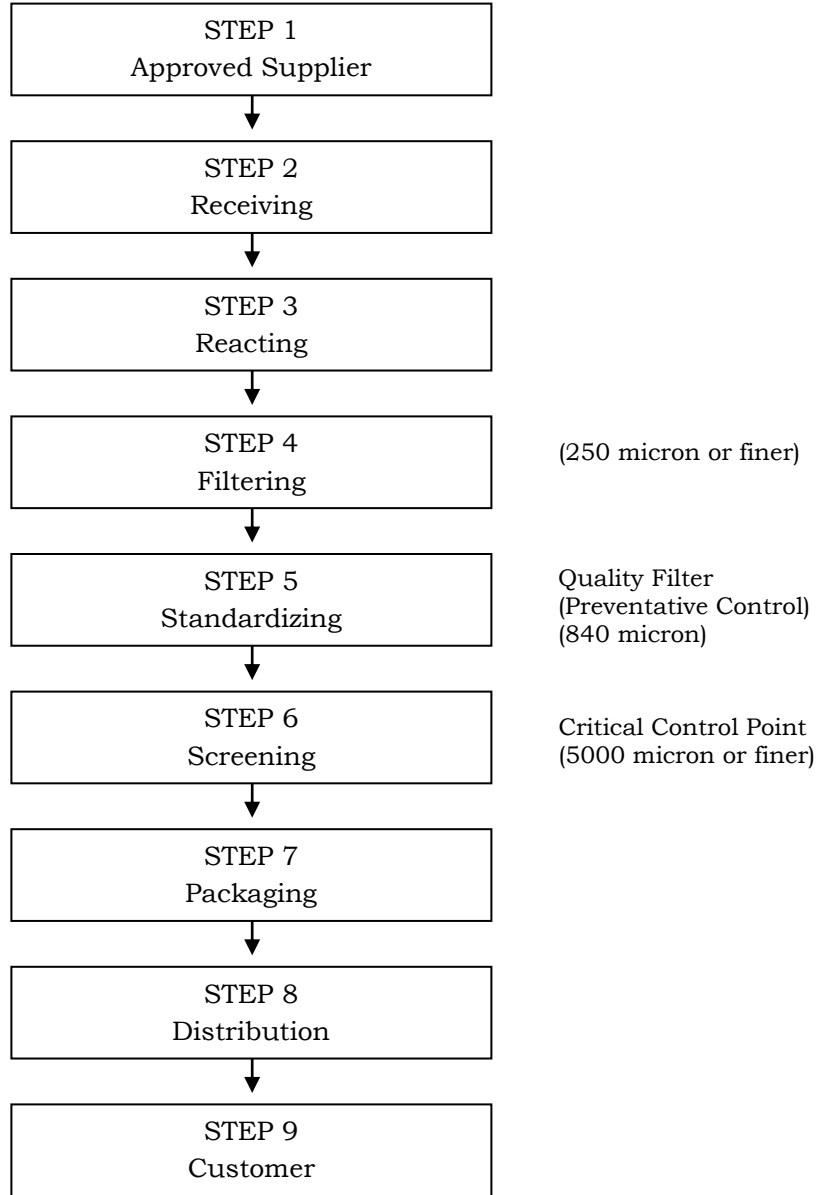 STEP 1
Approved Supplier
STEP 2
Receiving
STEP 3
Reacting
STEP 4
Filtering
(250 micron or finer)
STEP 5
Standardizing
Quality Filter
(Preventative Control)
(840 micron)
STEP 6
Screening
Critical Control Point
(5000 micron or finer)
STEP 7
Packaging
STEP 8
Distribution
STEP 9
Customer